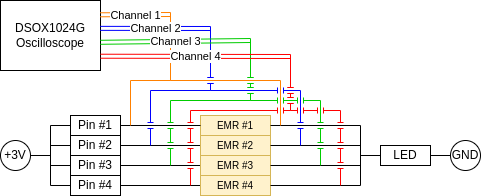 DSOX1024G
Oscilloscope
Channel 1
Channel 2
Channel 3
Channel 4
Pin #1
EMR #1
Pin #2
EMR #2
+3V
Pin #3
EMR #3
LED
GND
Pin #4
EMR #4